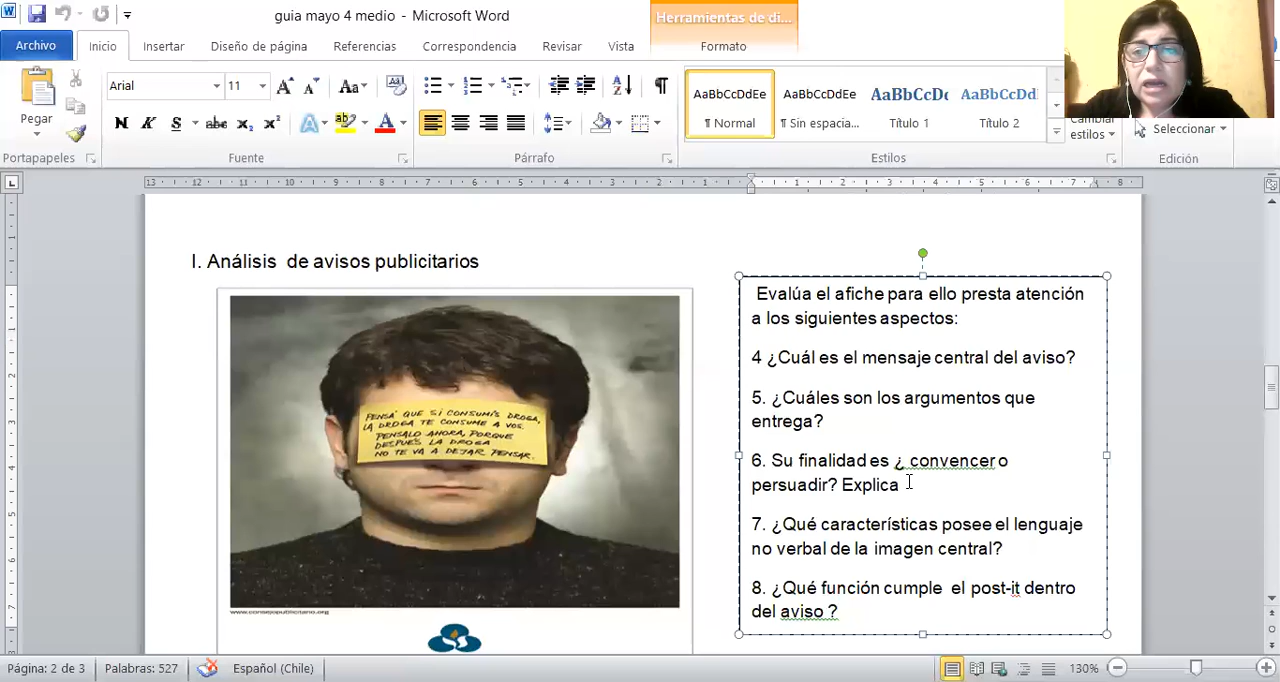 guia mayo 4 medio - Microsoft Word
Herramientas de di...
Archivo
Inicio
Insertar
Diseño de página
Referencias
Correspondencia
Revisar
Vista
Formato
Pegar
Arial
11
AaBbCcDdEe
AaBbCcDdEe
AaBbCcDc
AaBbCcDd
¶ Normal
¶ Sin espacia...
Título 1
Título 2
Cambiar
estilos
Seleccionar
Portapapeles
Fuente
Párrafo
Estilos
Edición
I. Análisis de avisos publicitarios
PENSÁ QUE SI CONSUMÍS DROGA,
LA DROGA TE CONSUME A VOS.
PENSALO AHORA, PORQUE
DESPUÉS LA DROGA
NO TE VA A DEJAR PENSAR.
www.consejopublicitario.org
Evalúa el afiche para ello presta atención
a los siguientes aspectos:
4 ¿Cuál es el mensaje central del aviso?
5. ¿Cuáles son los argumentos que
entrega?
6. Su finalidad es ¿ convencer o
persuadir? Explica
7. ¿Qué características posee el lenguaje
no verbal de la imagen central?
8. ¿Qué función cumple el post-it dentro
del aviso ?
Página: 2 de 3
Palabras: 527
Español (Chile)
130%